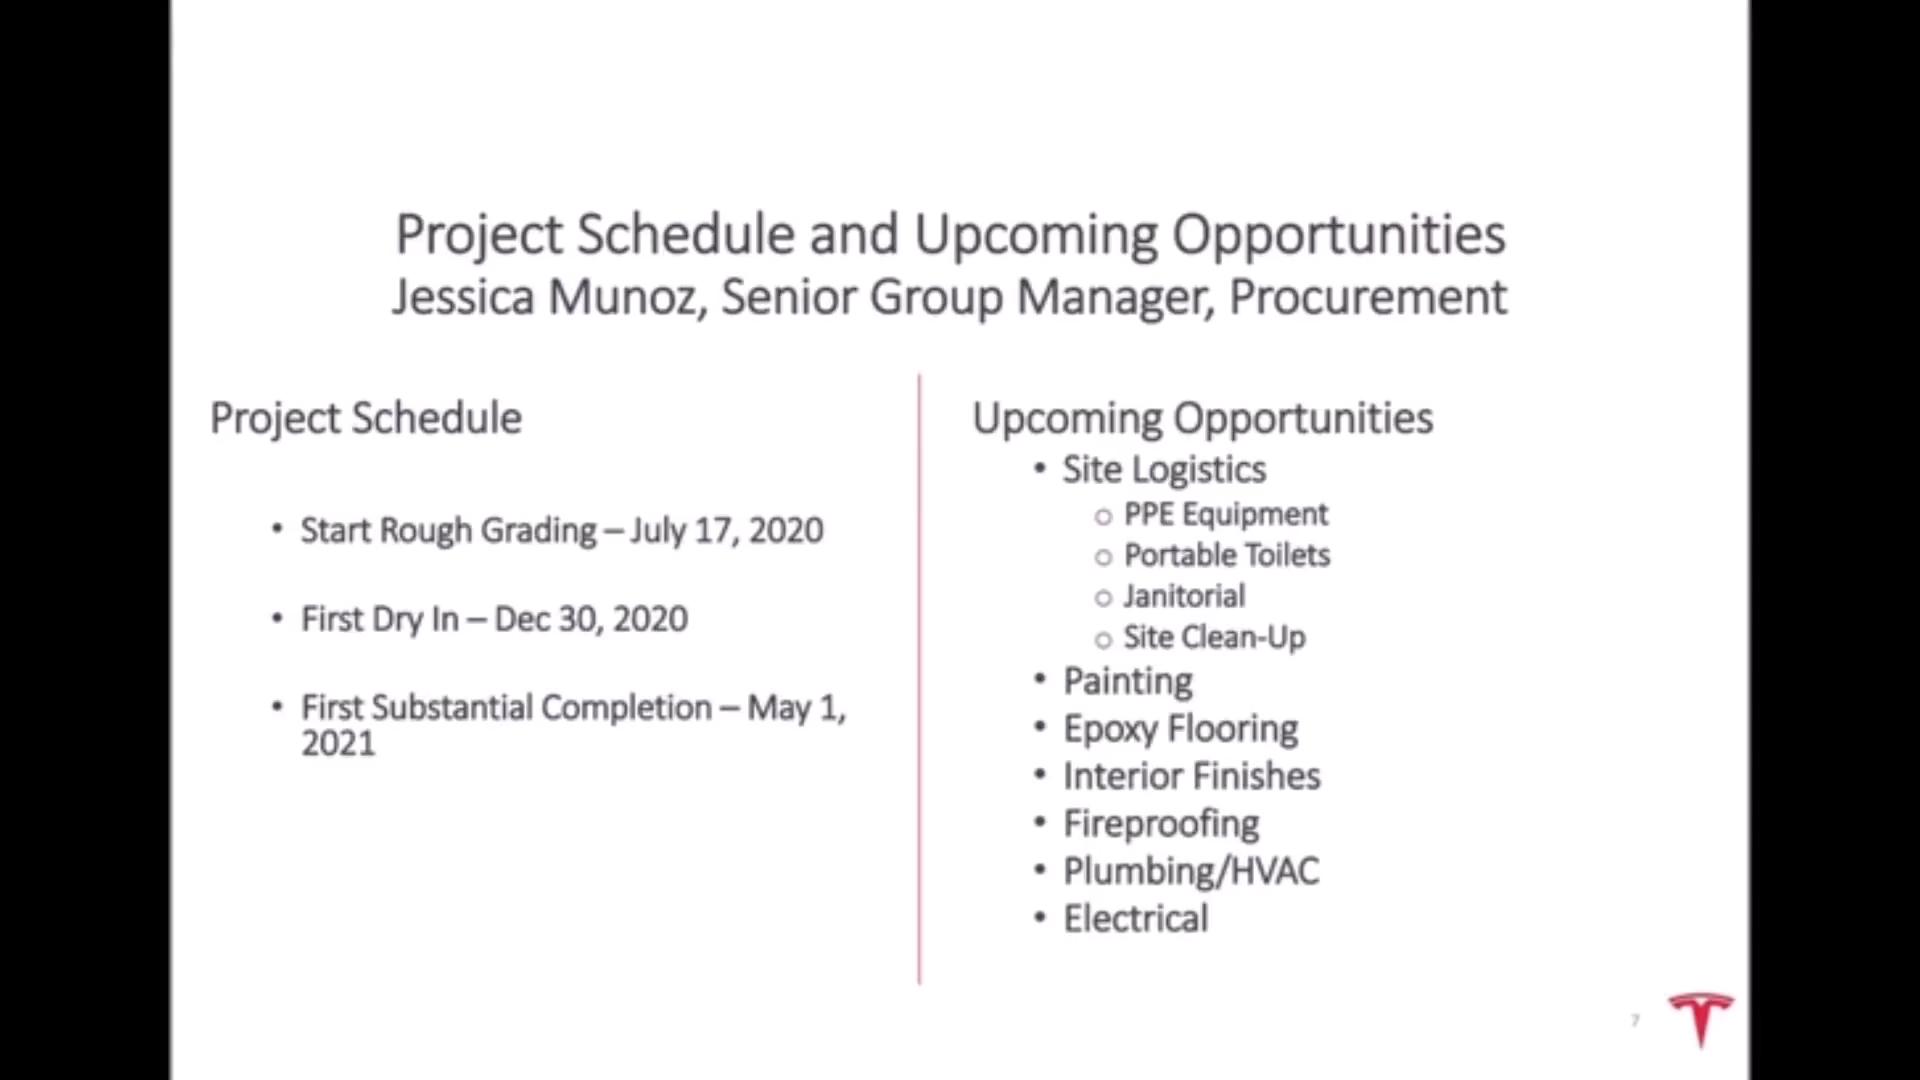 Project Schedule and Upcoming Opportunities
Jessica Munoz, Senior Group Manager, Procurement
Project Schedule
• Start Rough Grading – July 17, 2020
• First Dry In – Dec 30, 2020
• First Substantial Completion – May 1,
2021
Upcoming Opportunities
• Site Logistics
o PPE Equipment
o Portable Toilets
o Janitorial
o Site Clean-Up
• Painting
• Epoxy Flooring
• Interior Finishes
• Fireproofing
• Plumbing/HVAC
• Electrical
7